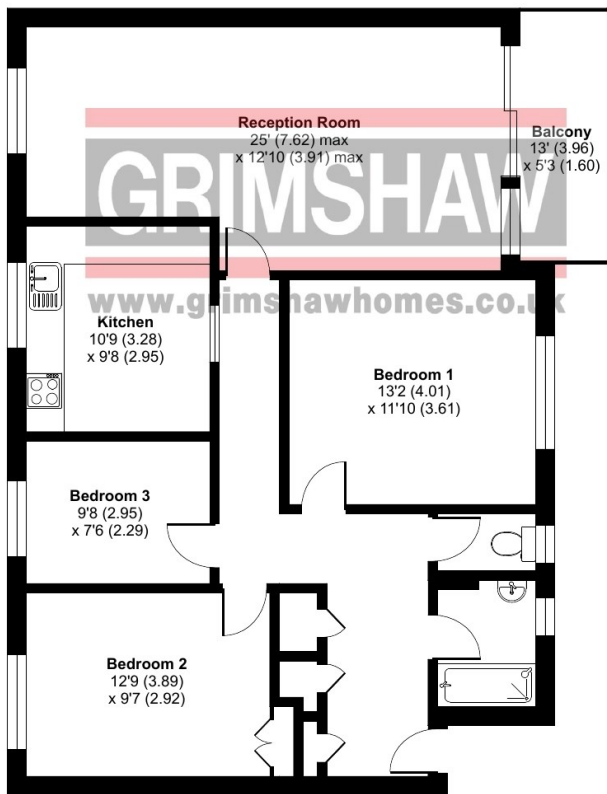 Reception Room
25' (7.62) max
x 12'10 (3.91) max
Balcony
13' (3.96)
x 5'3 (1.60)
GRIMSHAW
www.grimshawhomes.co.uk
Kitchen
10'9 (3.28)
x 9'8 (2.95)
Bedroom 1
13'2 (4.01)
x 11'10 (3.61)
Bedroom 3
9'8 (2.95)
x 7'6 (2.29)
Bedroom 2
12'9 (3.89)
x 9'7 (2.92)